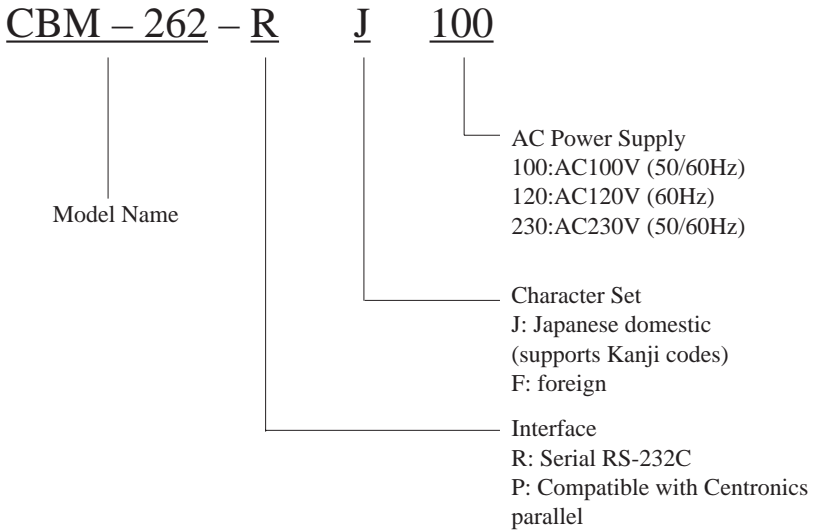 CBM – 262 – R J 100
AC Power Supply
100:AC100V (50/60Hz)
120:AC120V (60Hz)
230:AC230V (50/60Hz)
Model Name
Character Set
J: Japanese domestic
(supports Kanji codes)
F: foreign
Interface
R: Serial RS-232C
P: Compatible with Centronics
parallel